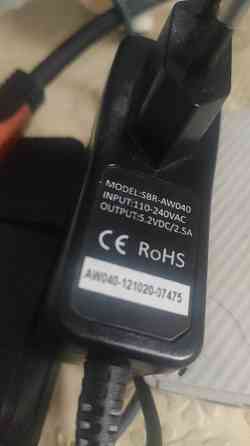 MODEL:SBR-AW040
INPUT:110-240VAC
OUTPUT:5.2VDC/2.5A
CE RoHS
AW040-121020-07475